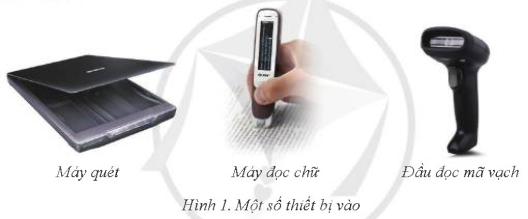 Máy quét
Máy đọc chữ
Đầu đọc mã vạch
Hình 1. Một số thiết bị vào